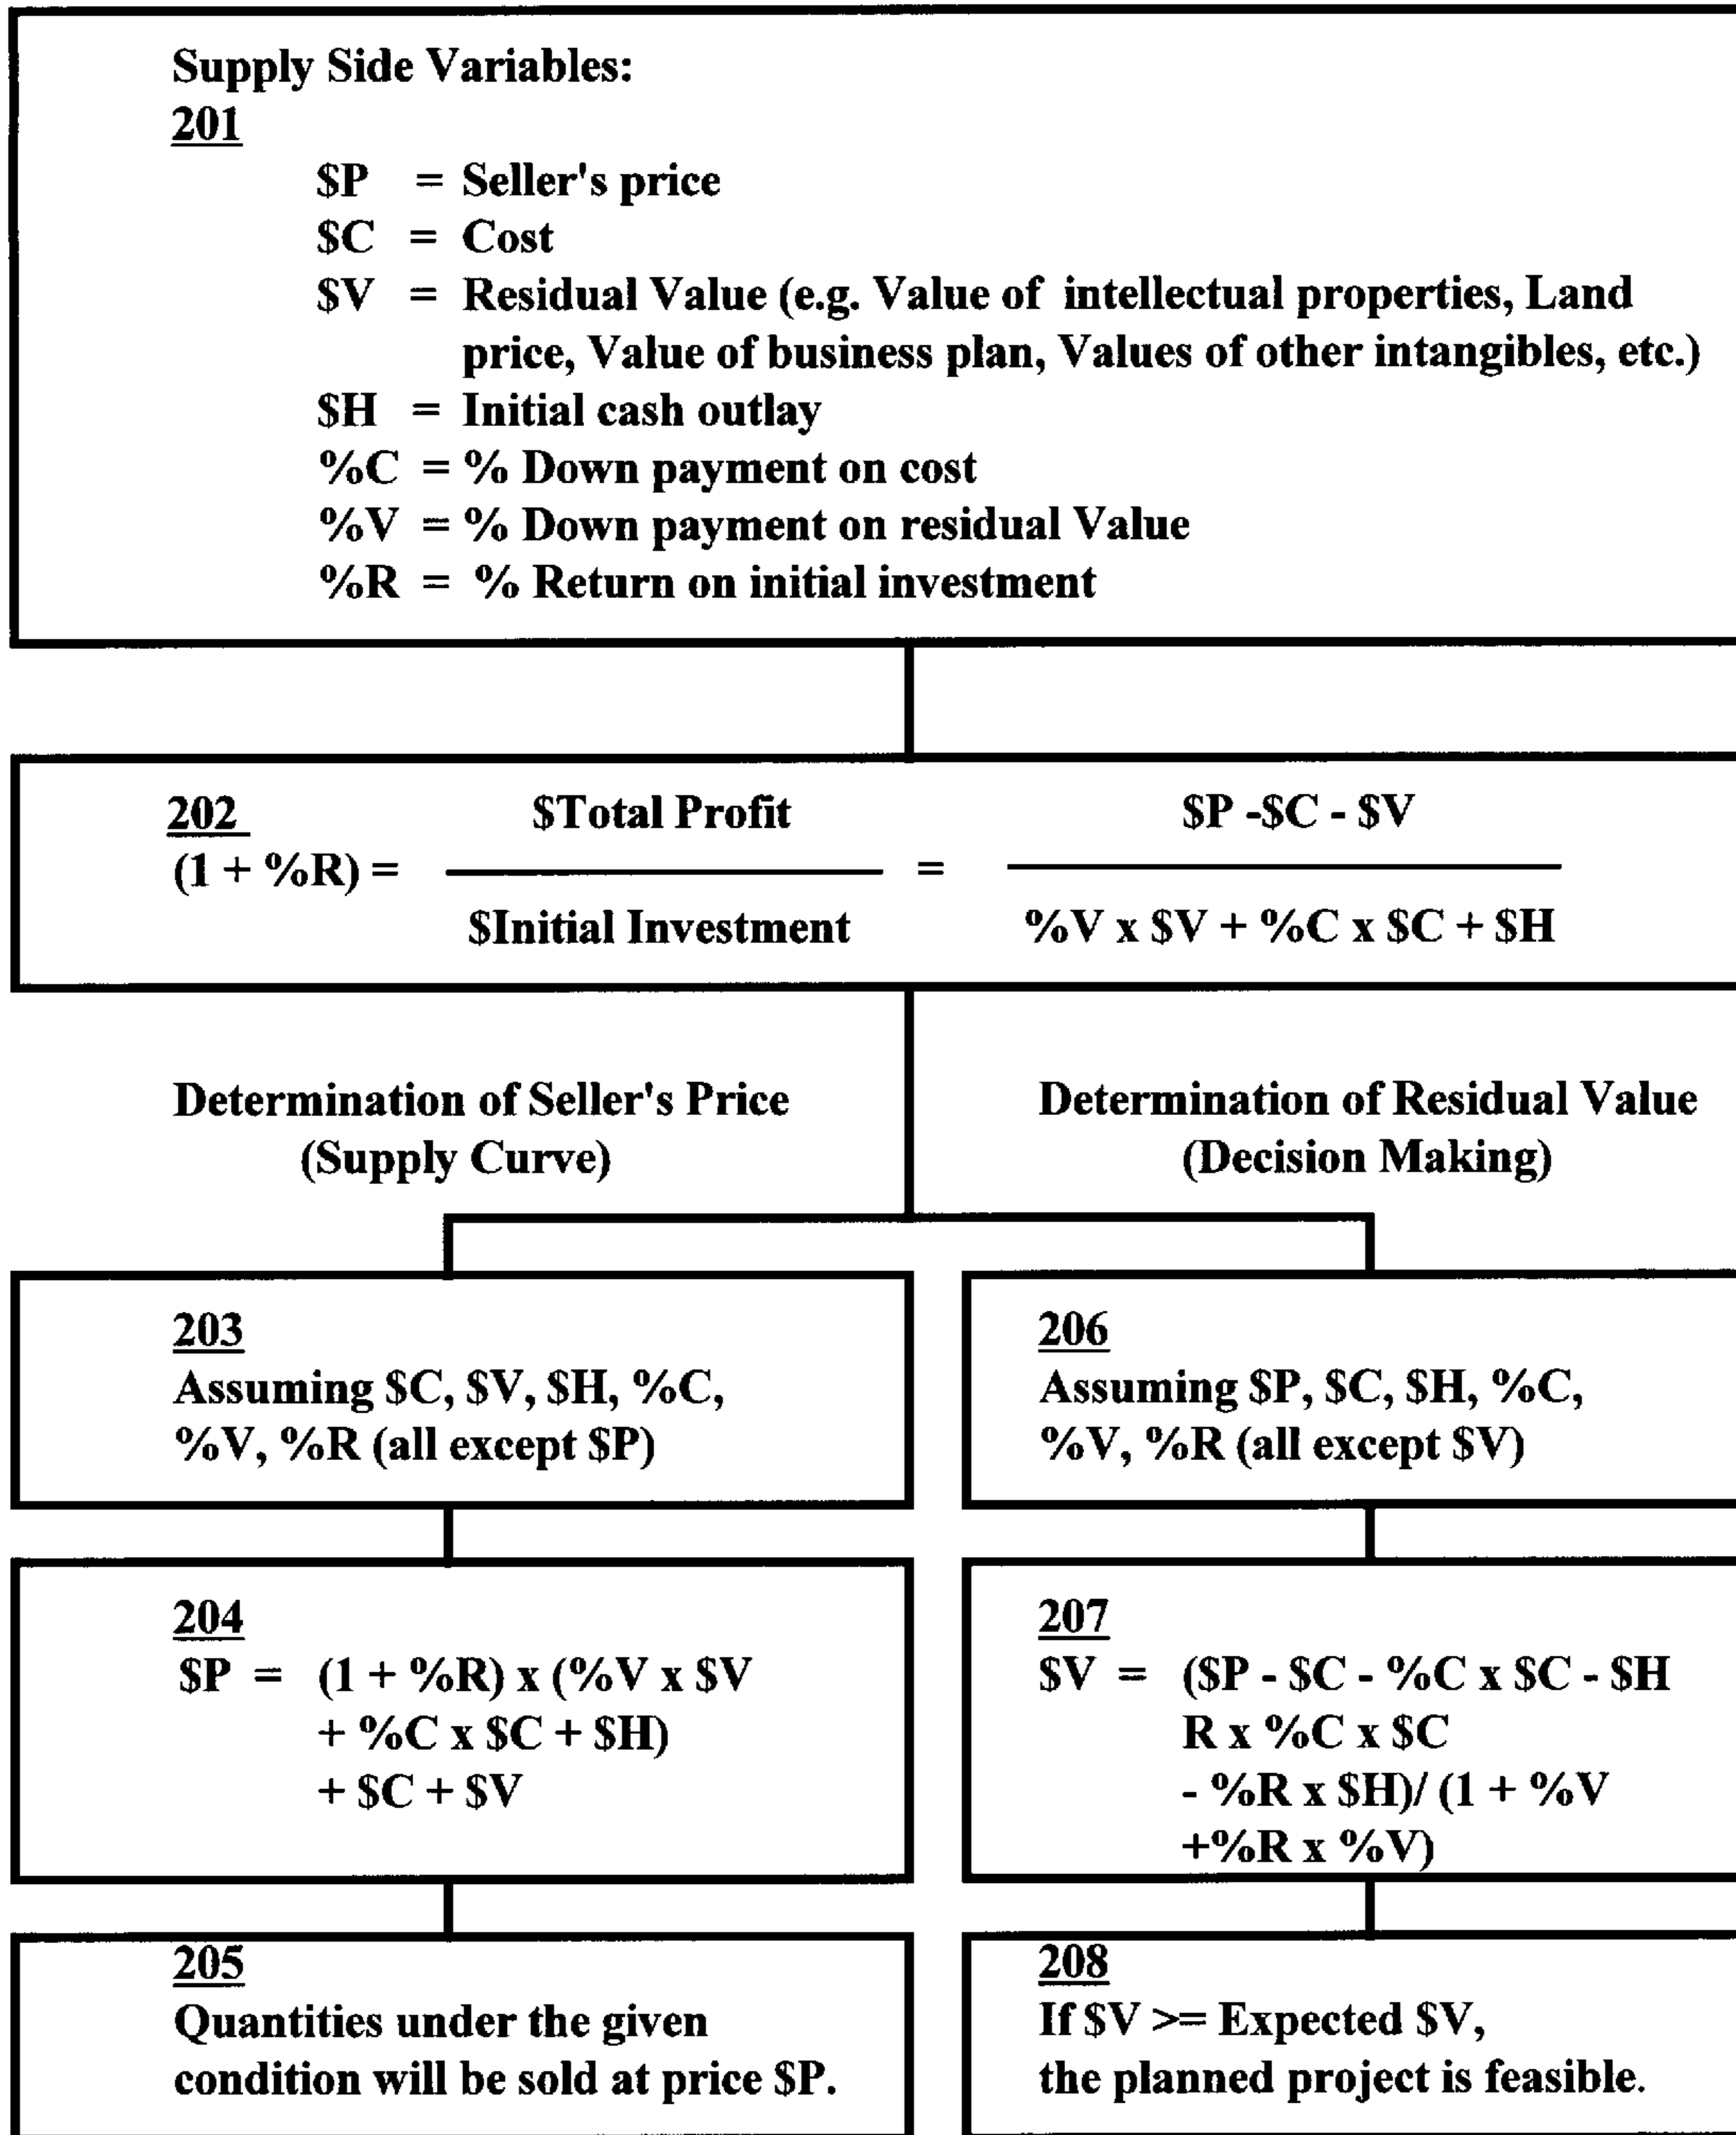 Supply Side Variables:
201
$P = Seller's price
$C = Cost
$V = Residual Value (e.g. Value of intellectual properties, Land
price, Value of business plan, Values of other intangibles, etc.)
$H = Initial cash outlay
%C = % Down payment on cost
%V = % Down payment on residual Value
%R = % Return on initial investment
202 $Total Profit $P -$C - $V
(1 + %R) = =
$Initial Investment %V x $V + %C x $C + $H
Determination of Seller's Price
(Supply Curve)
Determination of Residual Value
(Decision Making)
203
Assuming $C, $V, $H, %C,
%V, %R (all except $P)
204
$P = (1 + %R) x (%V x $V
+ %C x $C + $H)
+ $C + $V
205
Quantities under the given
condition will be sold at price $P.
206
Assuming $P, $C, $H, %C,
%V, %R (all except $V)
207
$V = ($P - $C - %C x $C - $H
R x %C x $C
- %R x $H)/ (1 + %V
+%R x %V)
208
If $V >= Expected $V,
the planned project is feasible.